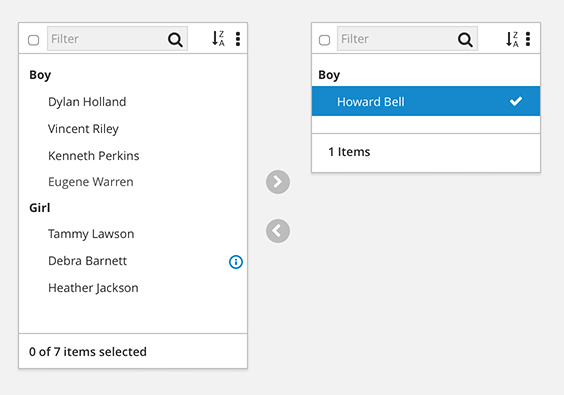 Filter
Z
A
Boy
Dylan Holland
Vincent Riley
Kenneth Perkins
Eugene Warren
Girl
Tammy Lawson
Debra Barnett
Heather Jackson
0 of 7 items selected
Filter
Z
A
Boy
Howard Bell
1 Items